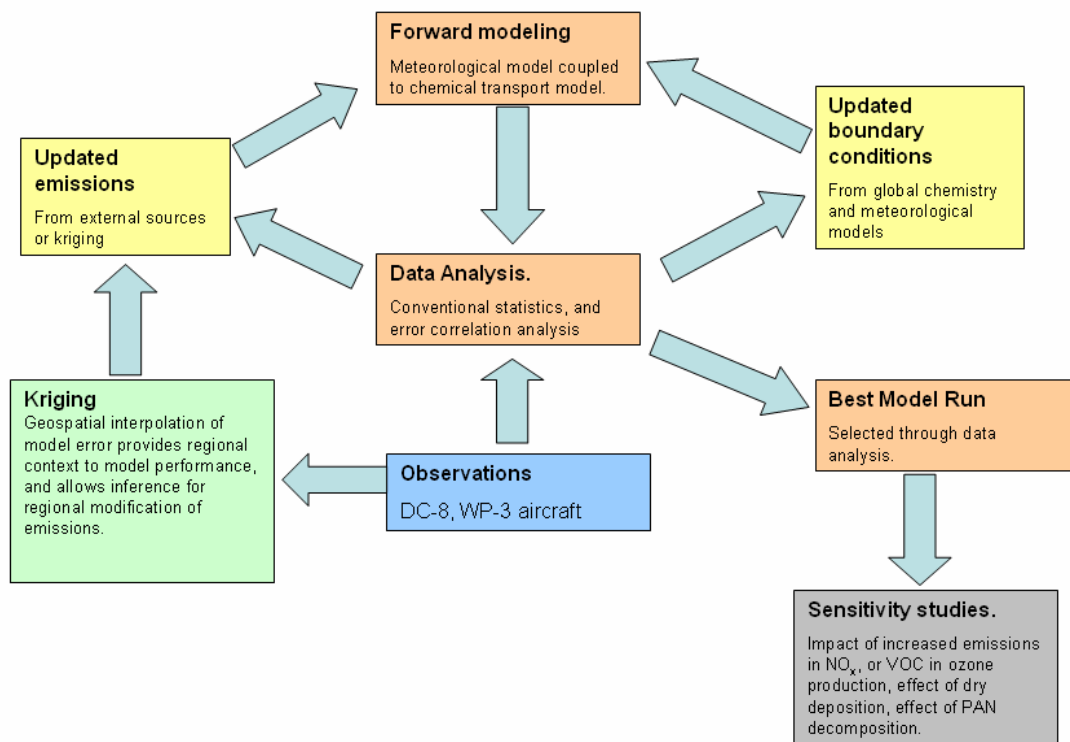 Forward modeling
Meteorological model coupled
to chemical transport model.
Updated
boundary
conditions
From global chemistry
and meteorological
models
Updated
emissions
From external sources
or kriging
Data Analysis.
Conventional statistics, and
error correlation analysis
Kriging
Geospatial interpolation of
model error provides regional
context to model performance,
and allows inference for
regional modification of
emissions.
Best Model Run
Selected through data
analysis.
Observations
DC-8, WP-3 aircraft
Sensitivity studies.
Impact of increased emissions
in NOx, or VOC in ozone
production, effect of dry
deposition, effect of PAN
decomposition.